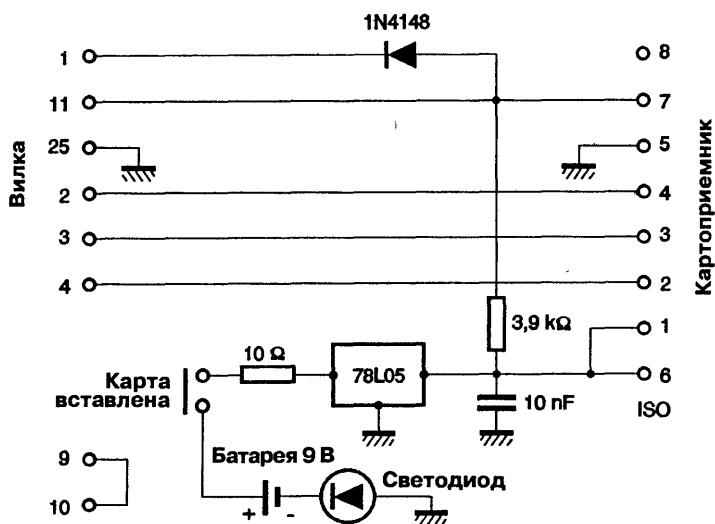 1N4148
1
8
11
7
25
5
2
4
3
3
4
2
Вилка
Картоприемник
3,9 kΩ
1
10 Ω
78L05
6
Карта
вставлена
10 nF
ISO
9
Батарея 9 В
Светодиод
10
+
-